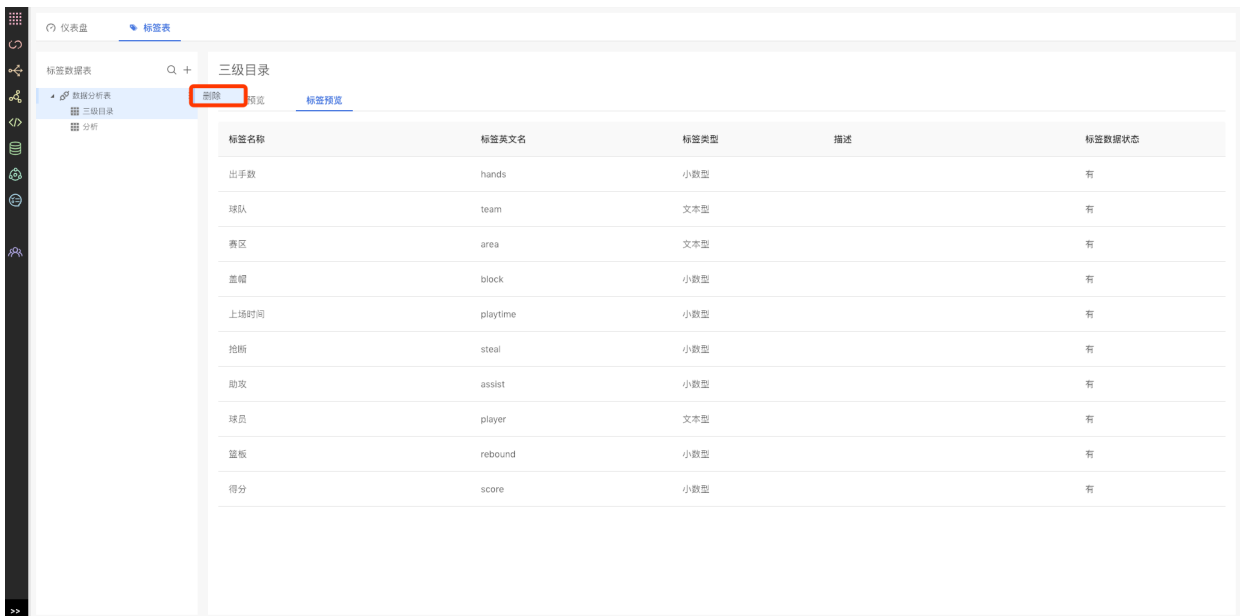 仪表盘 标签表
标签数据表
数据分析表
三级目录
分析
三级目录
删除 预览 标签预览
标签名称 标签英文名 标签类型 描述 标签数据状态
出手数 hands 小数型 有
球队 team 文本型 有
赛区 area 文本型 有
盖帽 block 小数型 有
上场时间 playtime 小数型 有
抢断 steal 小数型 有
助攻 assist 小数型 有
球员 player 文本型 有
篮板 rebound 小数型 有
得分 score 小数型 有
>>